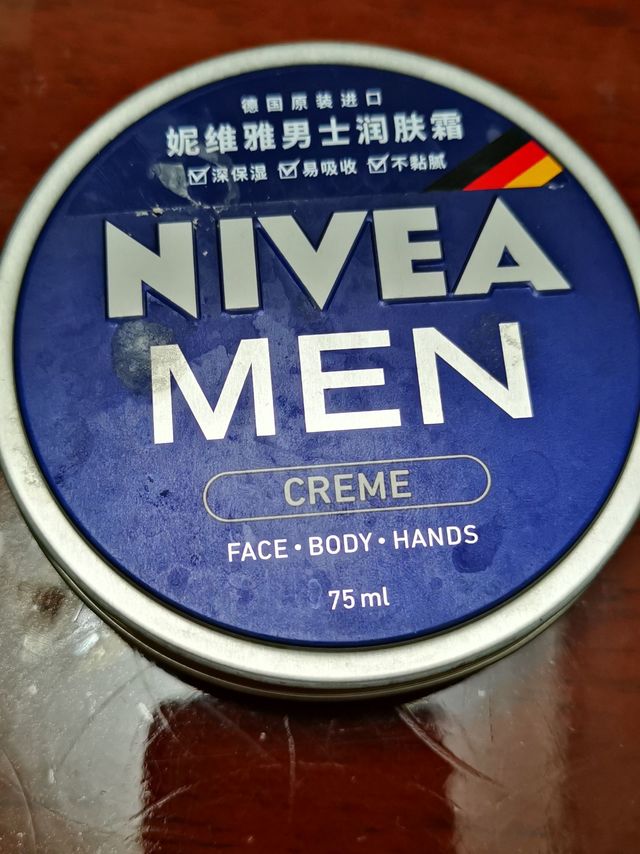 德国原装进口
妮维雅男士润肤霜
☑深保湿 ☑易吸收 ☑不黏腻
NIVEA
MEN
CREME
FACE • BODY • HANDS
75 ml